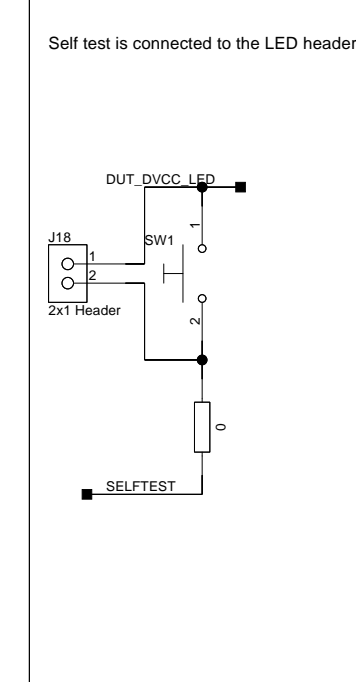 Self test is connected to the LED header
DUT_DVCC_LED
1
J18
SW1
1
2
2x1 Header
2
0
SELFTEST